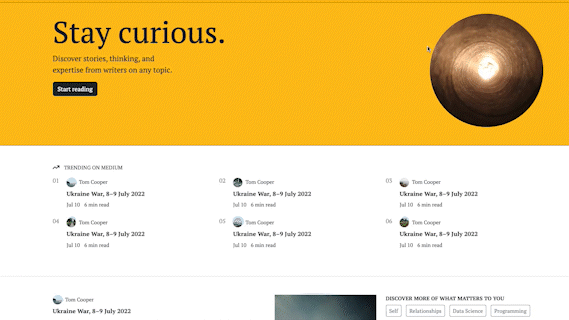 Stay curious.
Discover stories, thinking, and
expertise from writers on any topic.
Start reading
TRENDING ON MEDIUM
01 Tom Cooper
Ukraine War, 8–9 July 2022
Jul 10 6 min read
02 Tom Cooper
Ukraine War, 8–9 July 2022
Jul 10 6 min read
03 Tom Cooper
Ukraine War, 8–9 July 2022
Jul 10 6 min read
04 Tom Cooper
Ukraine War, 8–9 July 2022
Jul 10 6 min read
05 Tom Cooper
Ukraine War, 8–9 July 2022
Jul 10 6 min read
06 Tom Cooper
Ukraine War, 8–9 July 2022
Jul 10 6 min read
Tom Cooper
Ukraine War, 8–9 July 2022
DISCOVER MORE OF WHAT MATTERS TO YOU
Self Relationships Data Science Programming